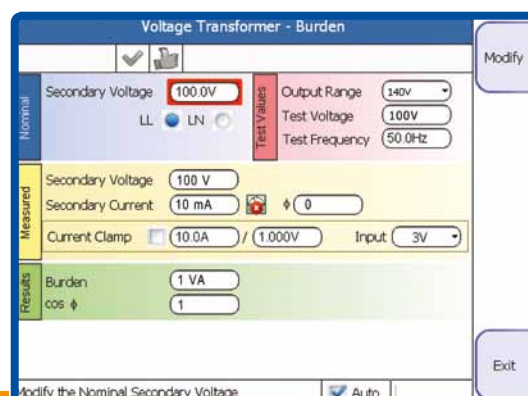 Voltage Transformer - Burden
Modify
Nominal
Secondary Voltage 100.0V
LL LN
Test Values
Output Range 140V
Test Voltage 100V
Test Frequency 50.0Hz
Measured
Secondary Voltage 100 V
Secondary Current 10 mA ϕ 0
Current Clamp 10.0A / 1.000V Input 3V
Results
Burden 1 VA
cos ϕ 1
Exit
Modify the Nominal Secondary Voltage Auto